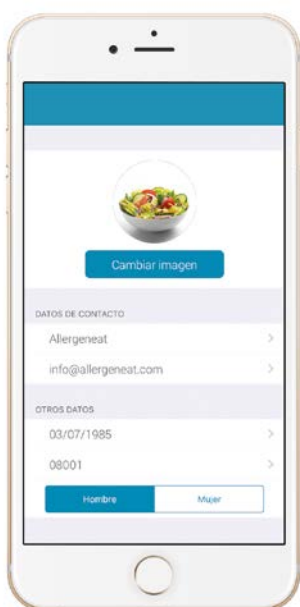 Cambiar imagen
DATOS DE CONTACTO
Allergeneat
info@allergeneat.com
OTROS DATOS
03/07/1985
08001
Hombre Mujer